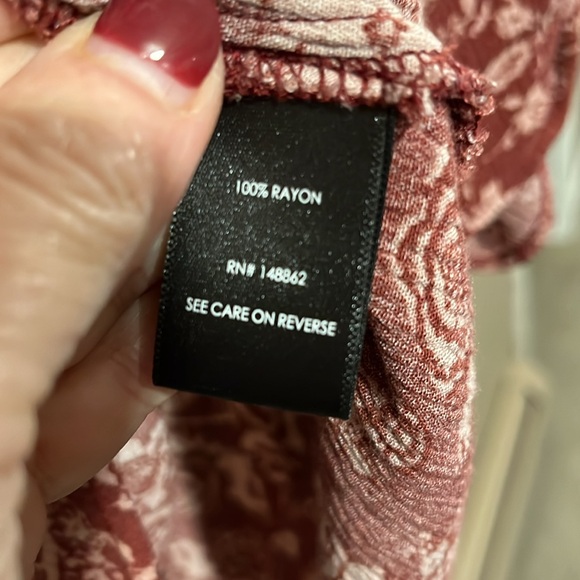 100% RAYON
RN# 148862
SEE CARE ON REVERSE